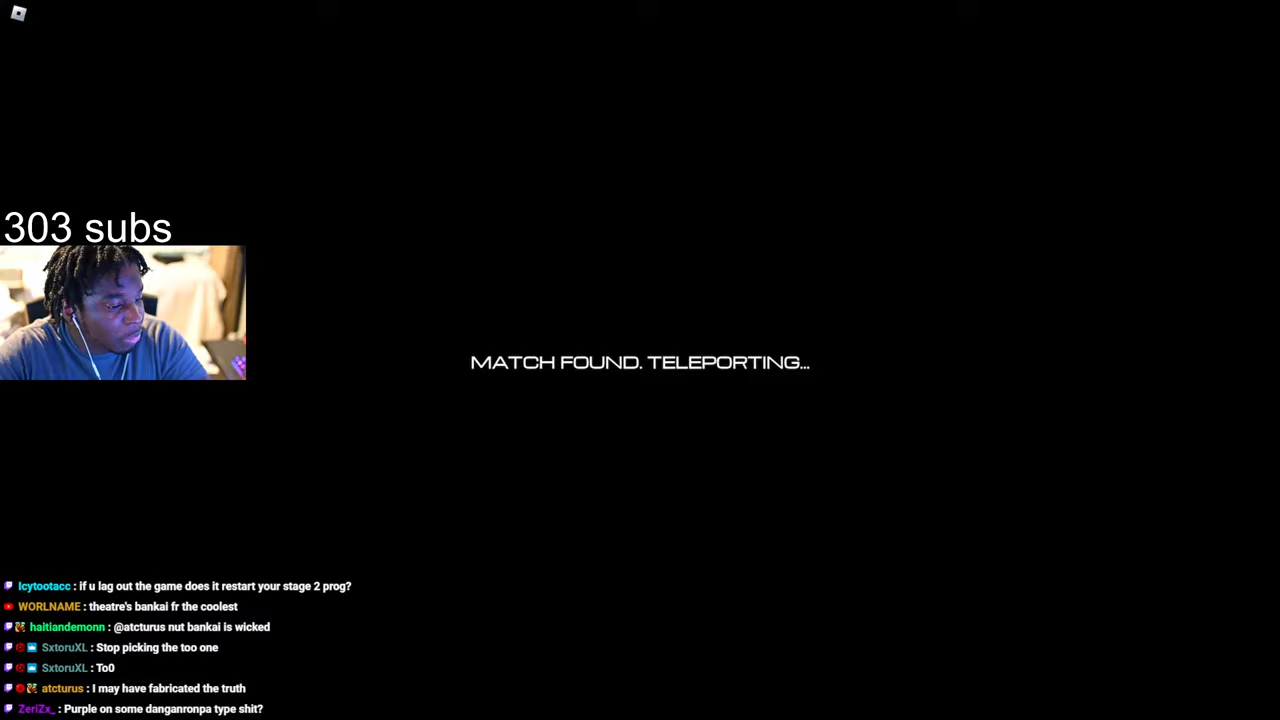 303 subs
MATCH FOUND. TELEPORTING...
Icytootacc : if u lag out the game does it restart your stage 2 prog?
WORLNAME : theatre's bankai fr the coolest
haitiandemonn : @atcturus nut bankai is wicked
SxtoruXL : Stop picking the too one
SxtoruXL : To0
atcturus : I may have fabricated the truth
ZeriZx_ : Purple on some danganronpa type shit?